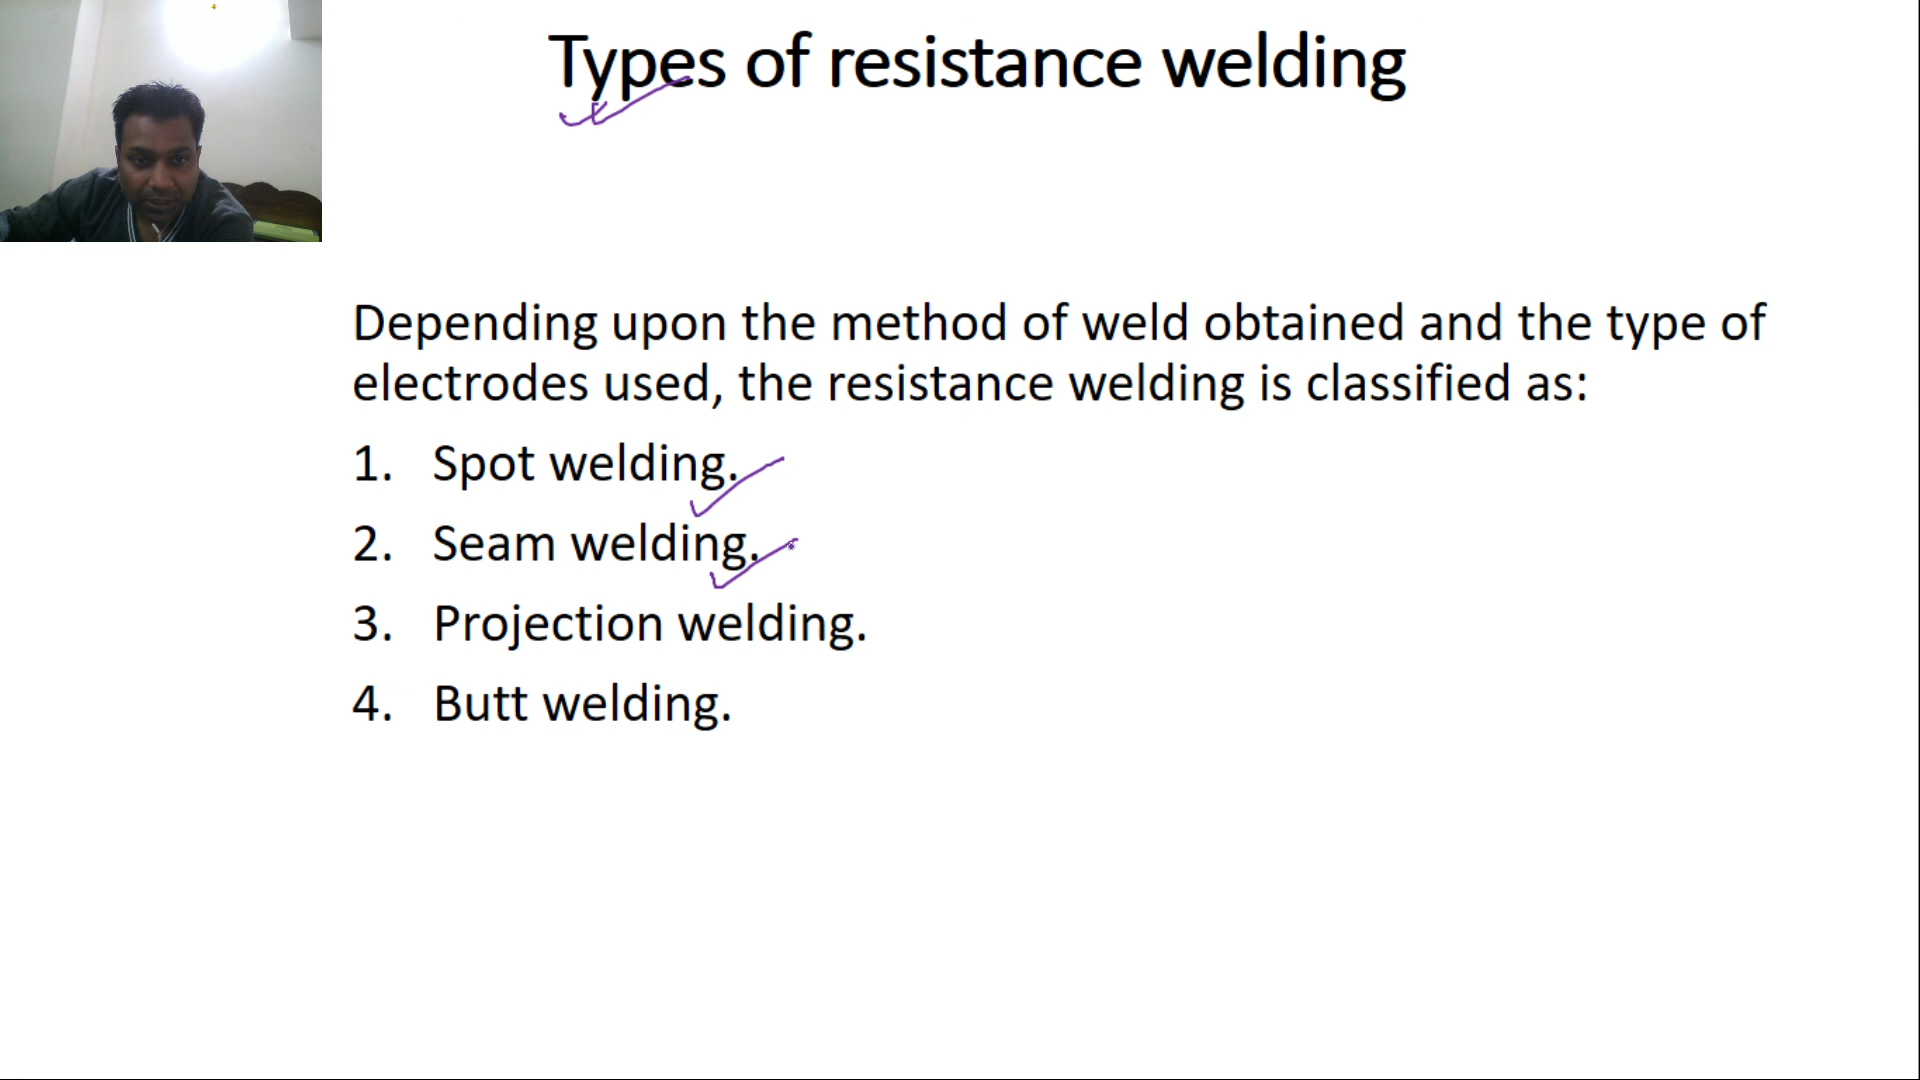 Types of resistance welding
Depending upon the method of weld obtained and the type of
electrodes used, the resistance welding is classified as:
1. Spot welding.
2. Seam welding.
3. Projection welding.
4. Butt welding.